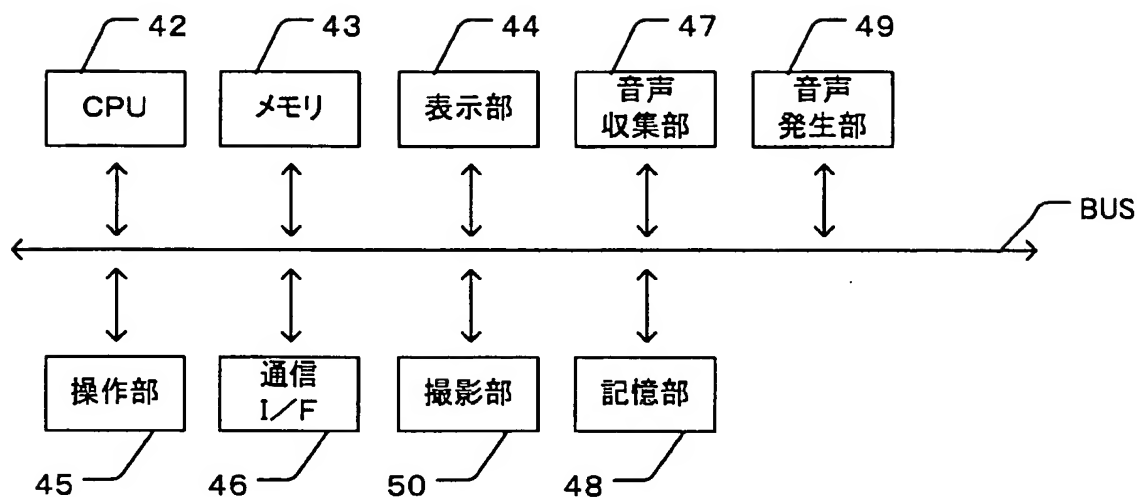 42
43
44
47
49
CPU
メモリ
表示部
音声
収集部
音声
発生部
BUS
操作部
通信
I／F
撮影部
記憶部
45
46
50
48